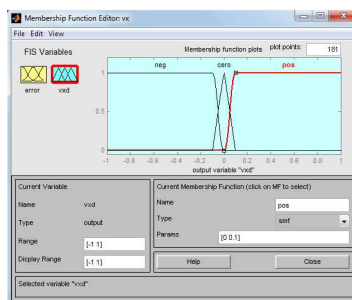 Membership Function Editor: vx
File Edit View
FIS Variables
Membership function plots plot points: 181
error vxd
neg cero pos
1
0.5
0
-1 -0.8 -0.6 -0.4 -0.2 0 0.2 0.4 0.6 0.8 1
output variable "vxd"
Current Variable
Name vxd
Type output
Range [-1 1]
Display Range [-1 1]
Current Membership Function (click on MF to select)
Name pos
Type smf
Params [0 0.1]
Help Close
Selected variable "vxd"